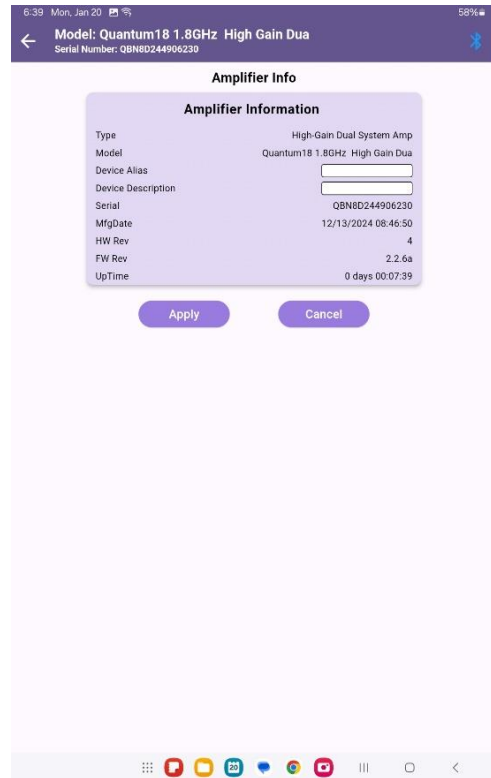 6:39 Mon, Jan 20
58%
Model: Quantum18 1.8GHz High Gain Dua
Serial Number: QBN8D244906230
Amplifier Info
Amplifier Information
Type High-Gain Dual System Amp
Model Quantum18 1.8GHz High Gain Dua
Device Alias
Device Description
Serial QBN8D244906230
MfgDate 12/13/2024 08:46:50
HW Rev 4
FW Rev 2.2.6a
UpTime 0 days 00:07:39
Apply Cancel
20